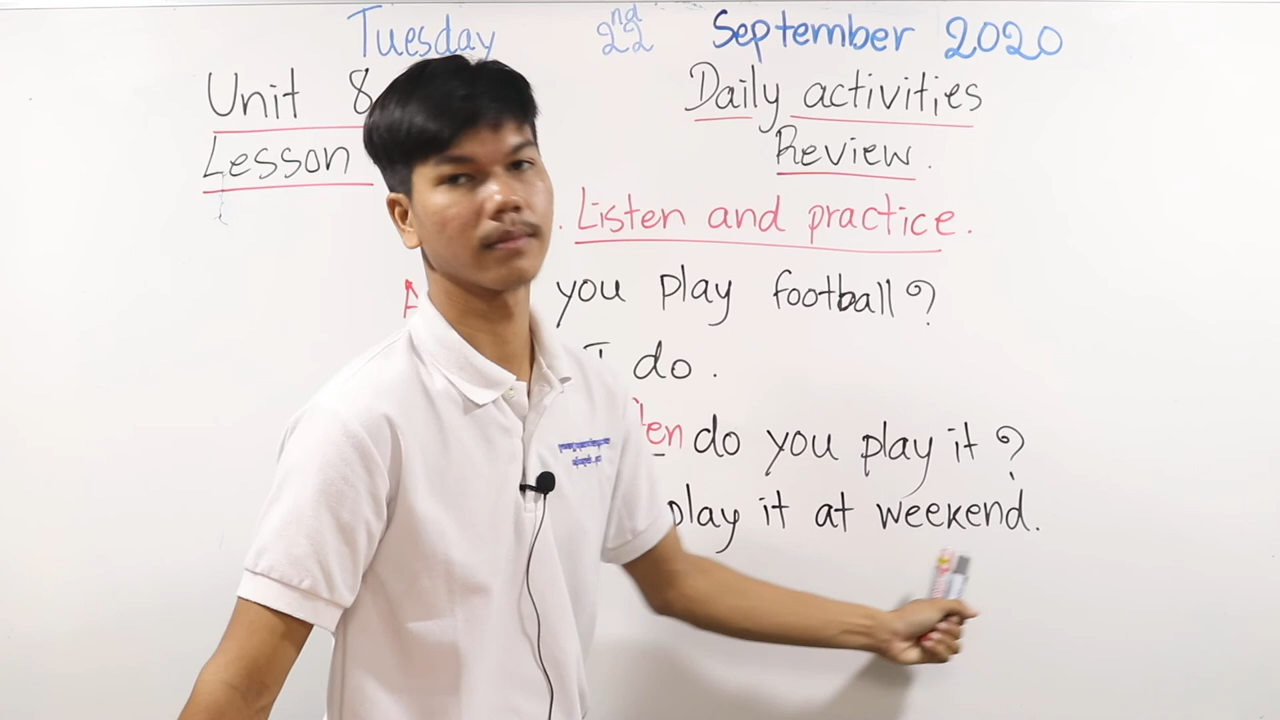 Tuesday 22nd September 2020
Unit 8 Daily activities
Lesson Review.
. Listen and practice.
you play football?
I do.
do you play it?
play it at weekend.